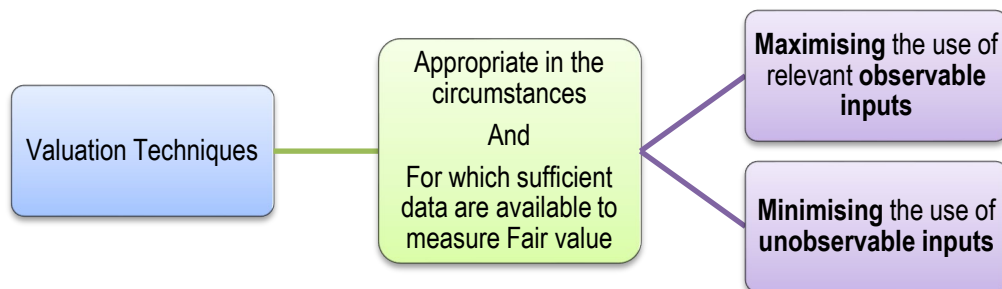 Valuation Techniques
Appropriate in the
circumstances
And
For which sufficient
data are available to
measure Fair value
Maximising the use of
relevant observable
inputs
Minimising the use of
unobservable inputs